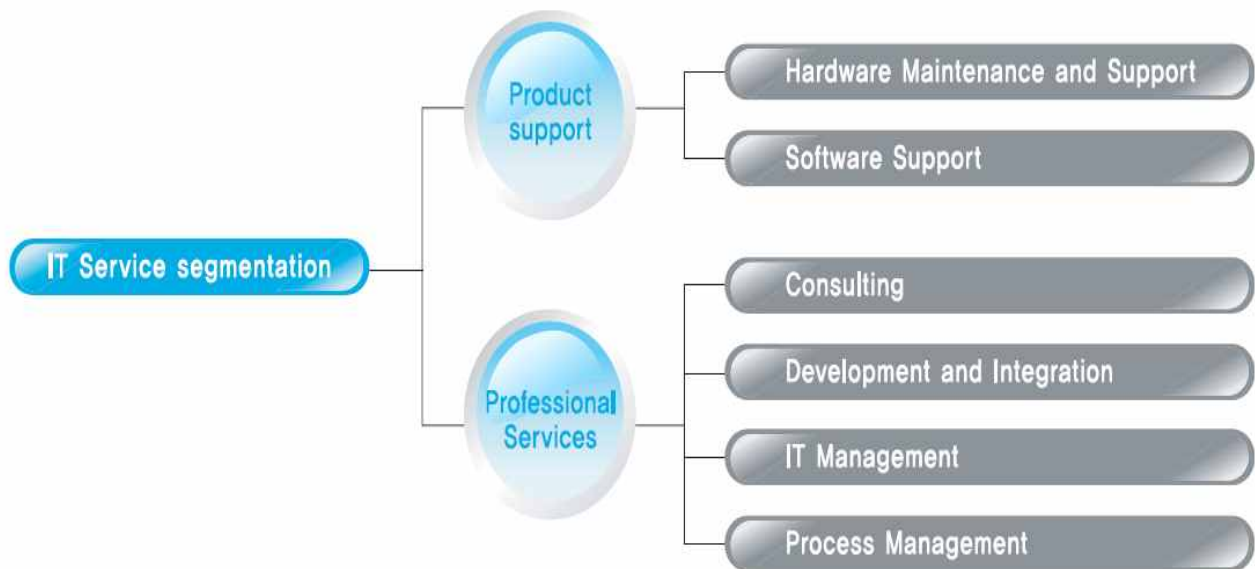 IT Service segmentation
Product
support
Hardware Maintenance and Support
Software Support
Professional
Services
Consulting
Development and Integration
IT Management
Process Management